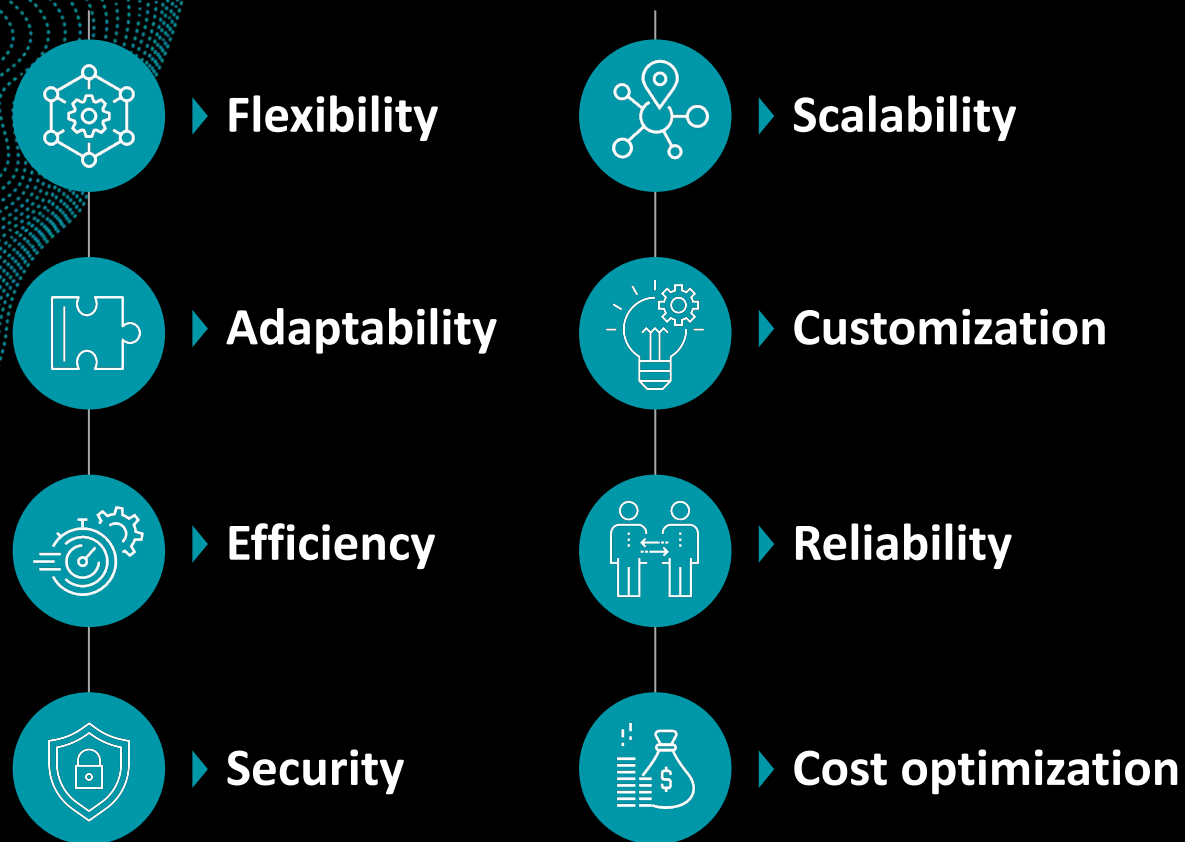 Flexibility
Scalability
Adaptability
Customization
Efficiency
Reliability
Security
$
Cost optimization